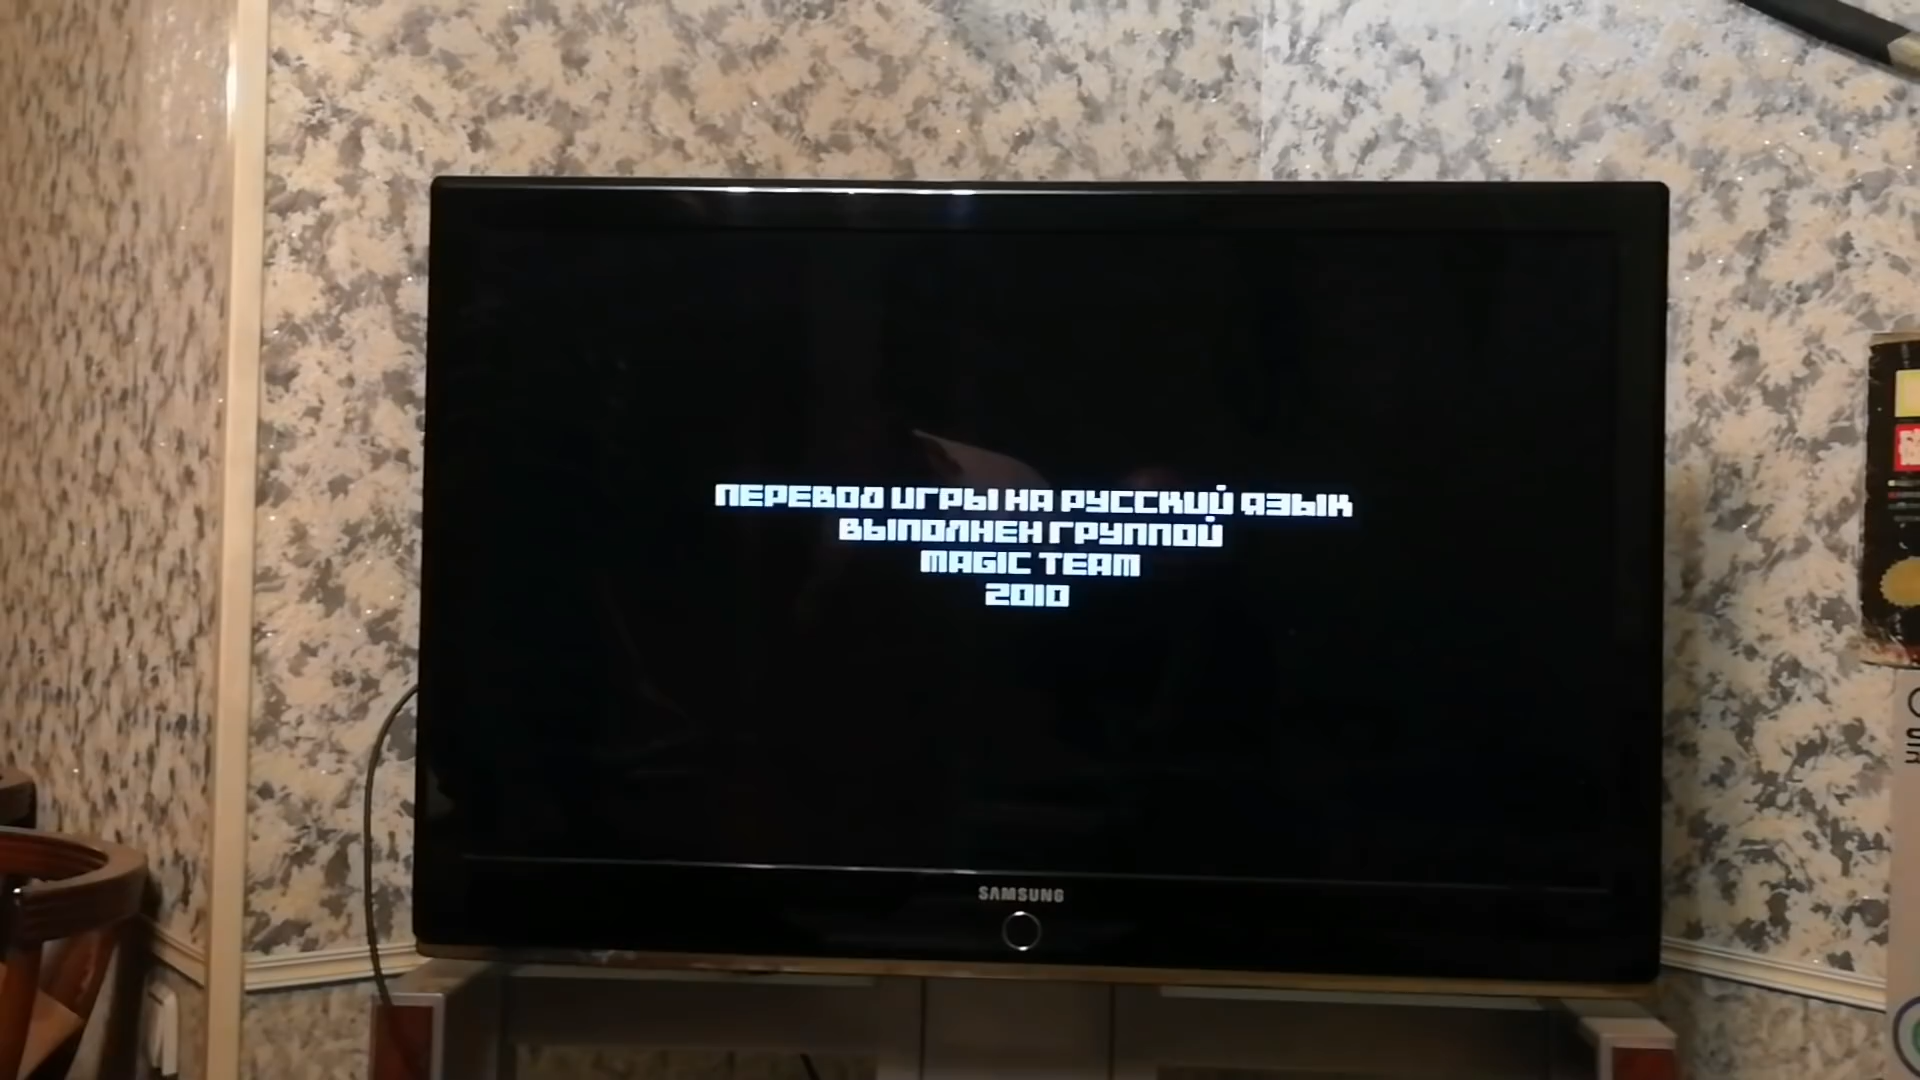 ПЕРЕВОД ИГРЫ НА РУССКИЙ ЯЗЫК
ВЫПОЛНЕН ГРУППОЙ
MAGIC TEAM
2010
SAMSUNG